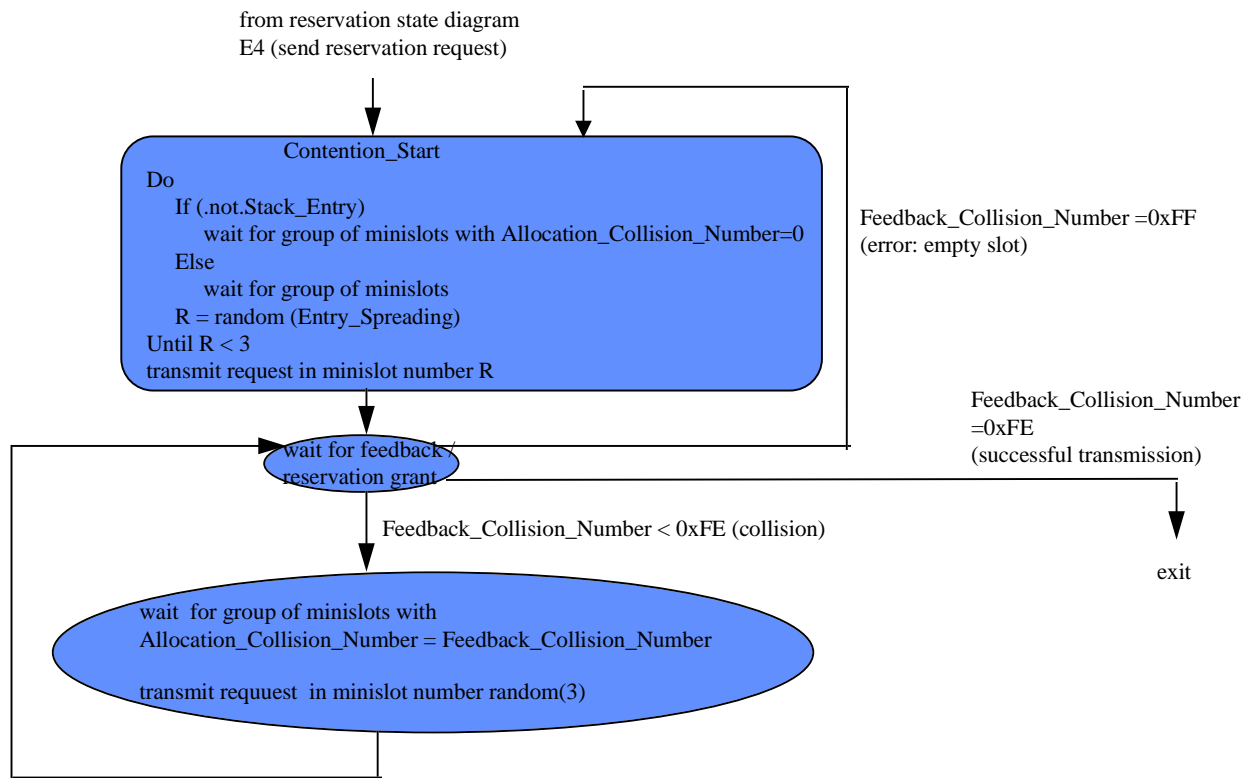 from reservation state diagram
E4 (send reservation request)
Contention_Start
Do
If (.not.Stack_Entry)
wait for group of minislots with Allocation_Collision_Number=0
Else
wait for group of minislots
R = random (Entry_Spreading)
Until R < 3
transmit request in minislot number R
Feedback_Collision_Number =0xFF
(error: empty slot)
wait for feedback /
reservation grant
Feedback_Collision_Number
=0xFE
(successful transmission)
Feedback_Collision_Number < 0xFE (collision)
exit
wait for group of minislots with
Allocation_Collision_Number = Feedback_Collision_Number
transmit requuest in minislot number random(3)